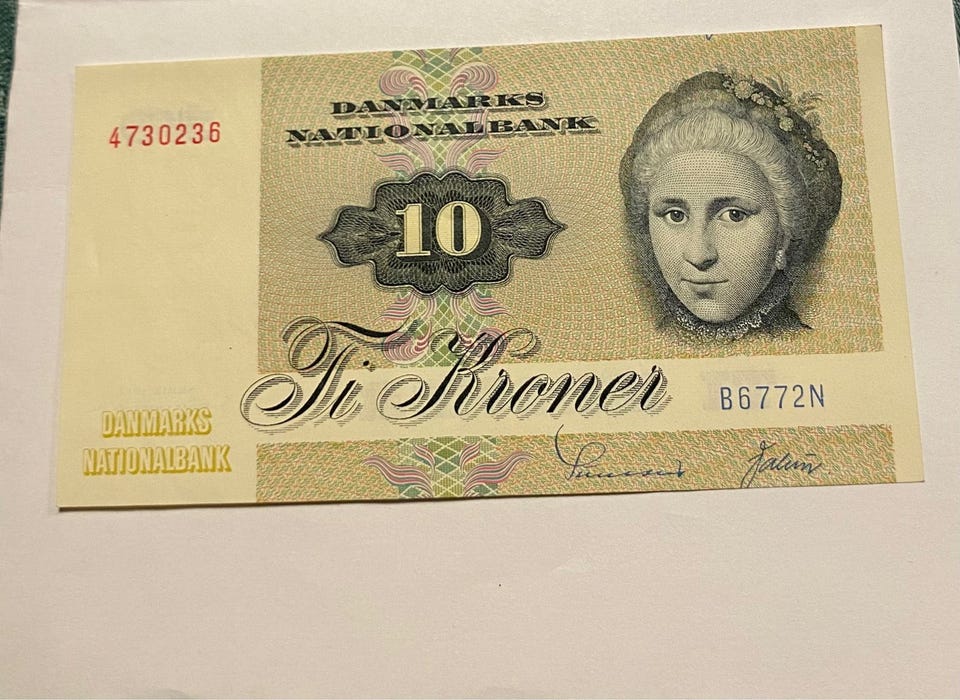 4730236
DANMARKS
NATIONALBANK
10
Ti Kroner
B6772N
DANMARKS
NATIONALBANK